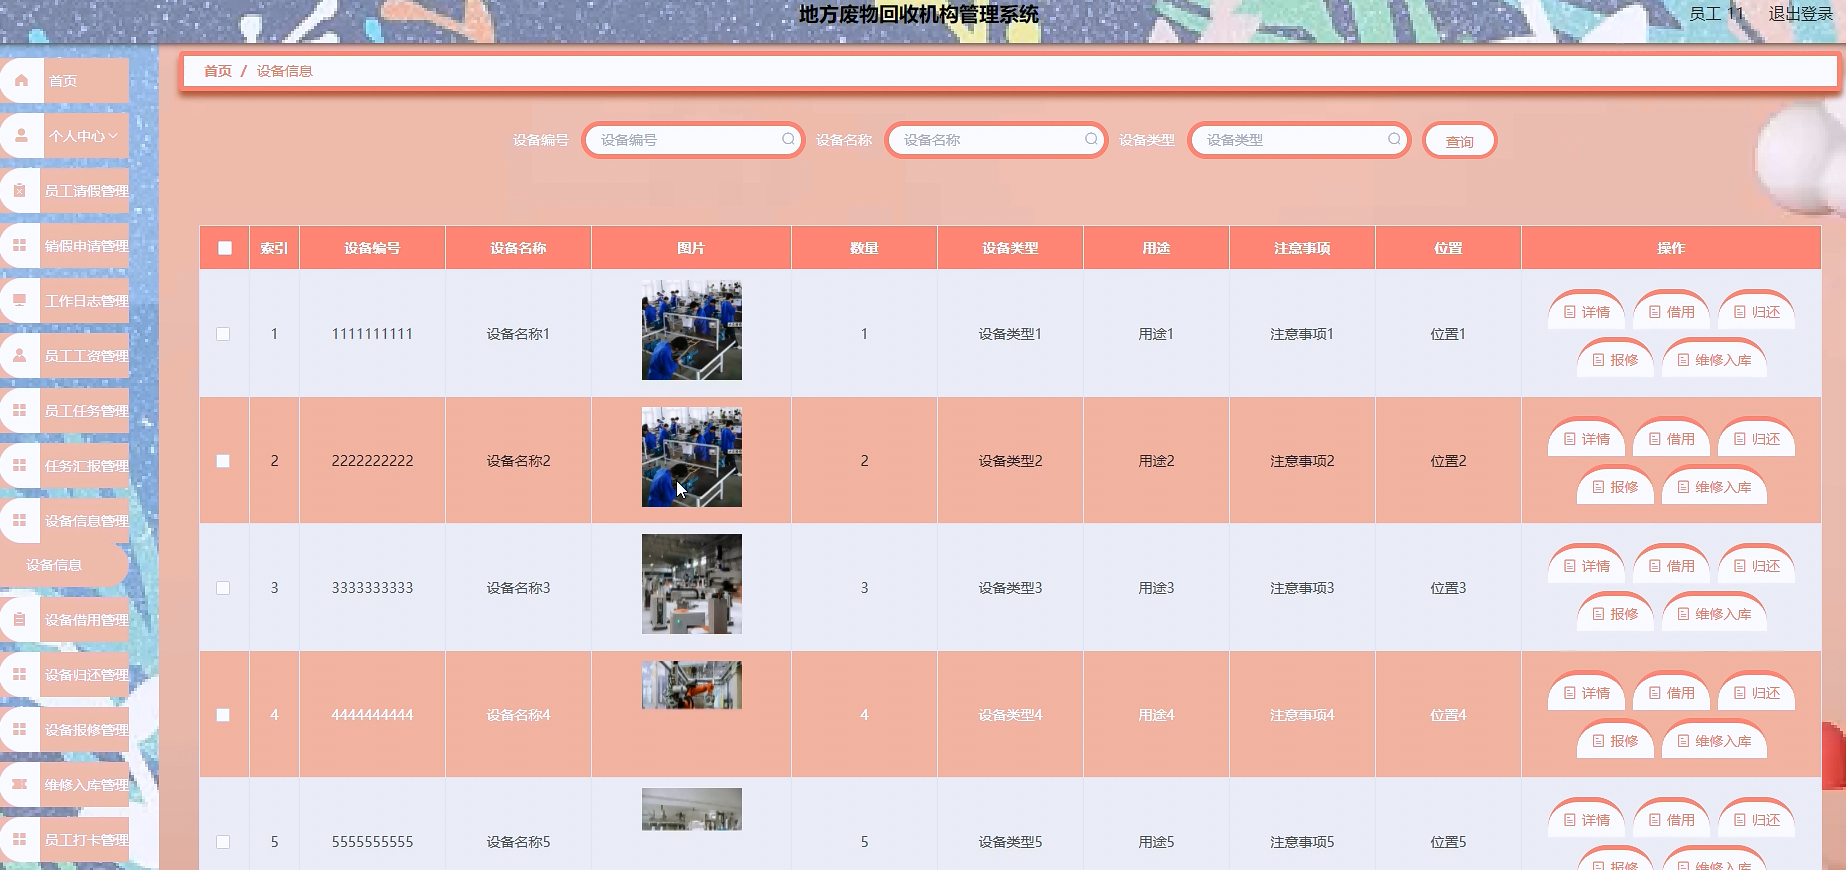 地方废物回收机构管理系统
员工 11 退出登录
首页
个人中心
员工请假管理
销假申请管理
工作日志管理
员工工资管理
员工任务管理
任务汇报管理
设备信息管理
设备信息
设备借用管理
设备归还管理
设备报修管理
维修入库管理
员工打卡管理
首页 / 设备信息
设备编号 设备编号 设备名称 设备名称 设备类型 设备类型 查询
索引 设备编号 设备名称 图片 数量 设备类型 用途 注意事项 位置 操作
1 1111111111 设备名称1 1 设备类型1 用途1 注意事项1 位置1
详情 借用 归还
报修 维修入库
2 2222222222 设备名称2 2 设备类型2 用途2 注意事项2 位置2
详情 借用 归还
报修 维修入库
3 3333333333 设备名称3 3 设备类型3 用途3 注意事项3 位置3
详情 借用 归还
报修 维修入库
4 4444444444 设备名称4 4 设备类型4 用途4 注意事项4 位置4
详情 借用 归还
报修 维修入库
5 5555555555 设备名称5 5 设备类型5 用途5 注意事项5 位置5
详情 借用 归还
报修 维修入库